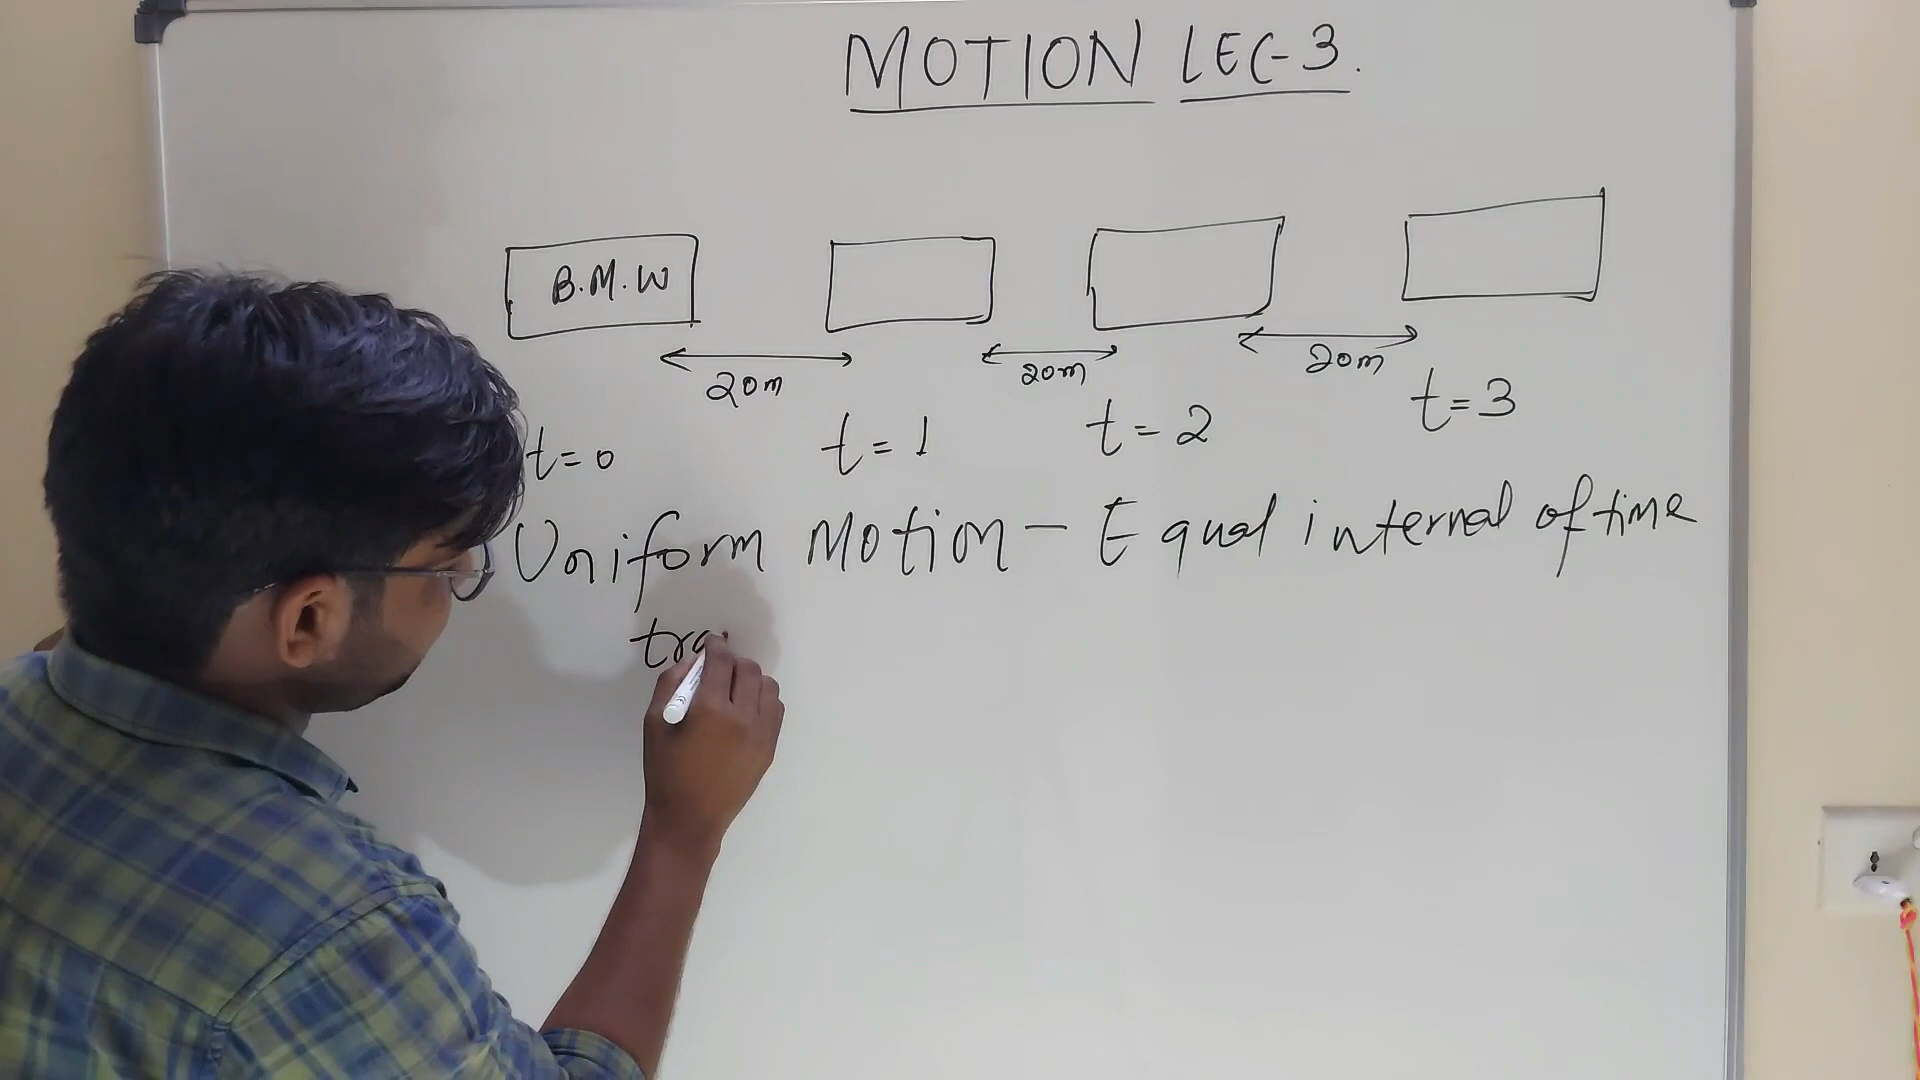 MOTION LEC-3.
B.M.W
20m 20m 20m
t=0 t=1 t=2 t=3
Uniform Motion - Equal internal of time
tra